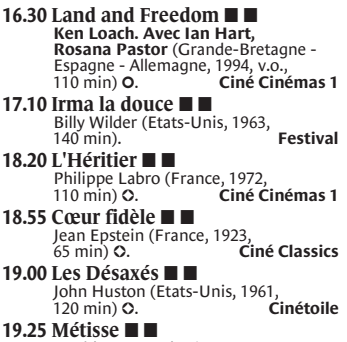 16.30 Land and Freedom ■ ■
Ken Loach. Avec Ian Hart,
Rosana Pastor (Grande-Bretagne -
Espagne - Allemagne, 1994, v.o.,
110 min) O. Ciné Cinémas 1
17.10 Irma la douce ■ ■
Billy Wilder (Etats-Unis, 1963,
140 min). Festival
18.20 L'Héritier ■ ■
Philippe Labro (France, 1972,
110 min) O. Ciné Cinémas 1
18.55 Cœur fidèle ■ ■
Jean Epstein (France, 1923,
65 min) O. Ciné Classics
19.00 Les Désaxés ■ ■
John Huston (Etats-Unis, 1961,
120 min) O. Cinétoile
19.25 Métisse ■ ■